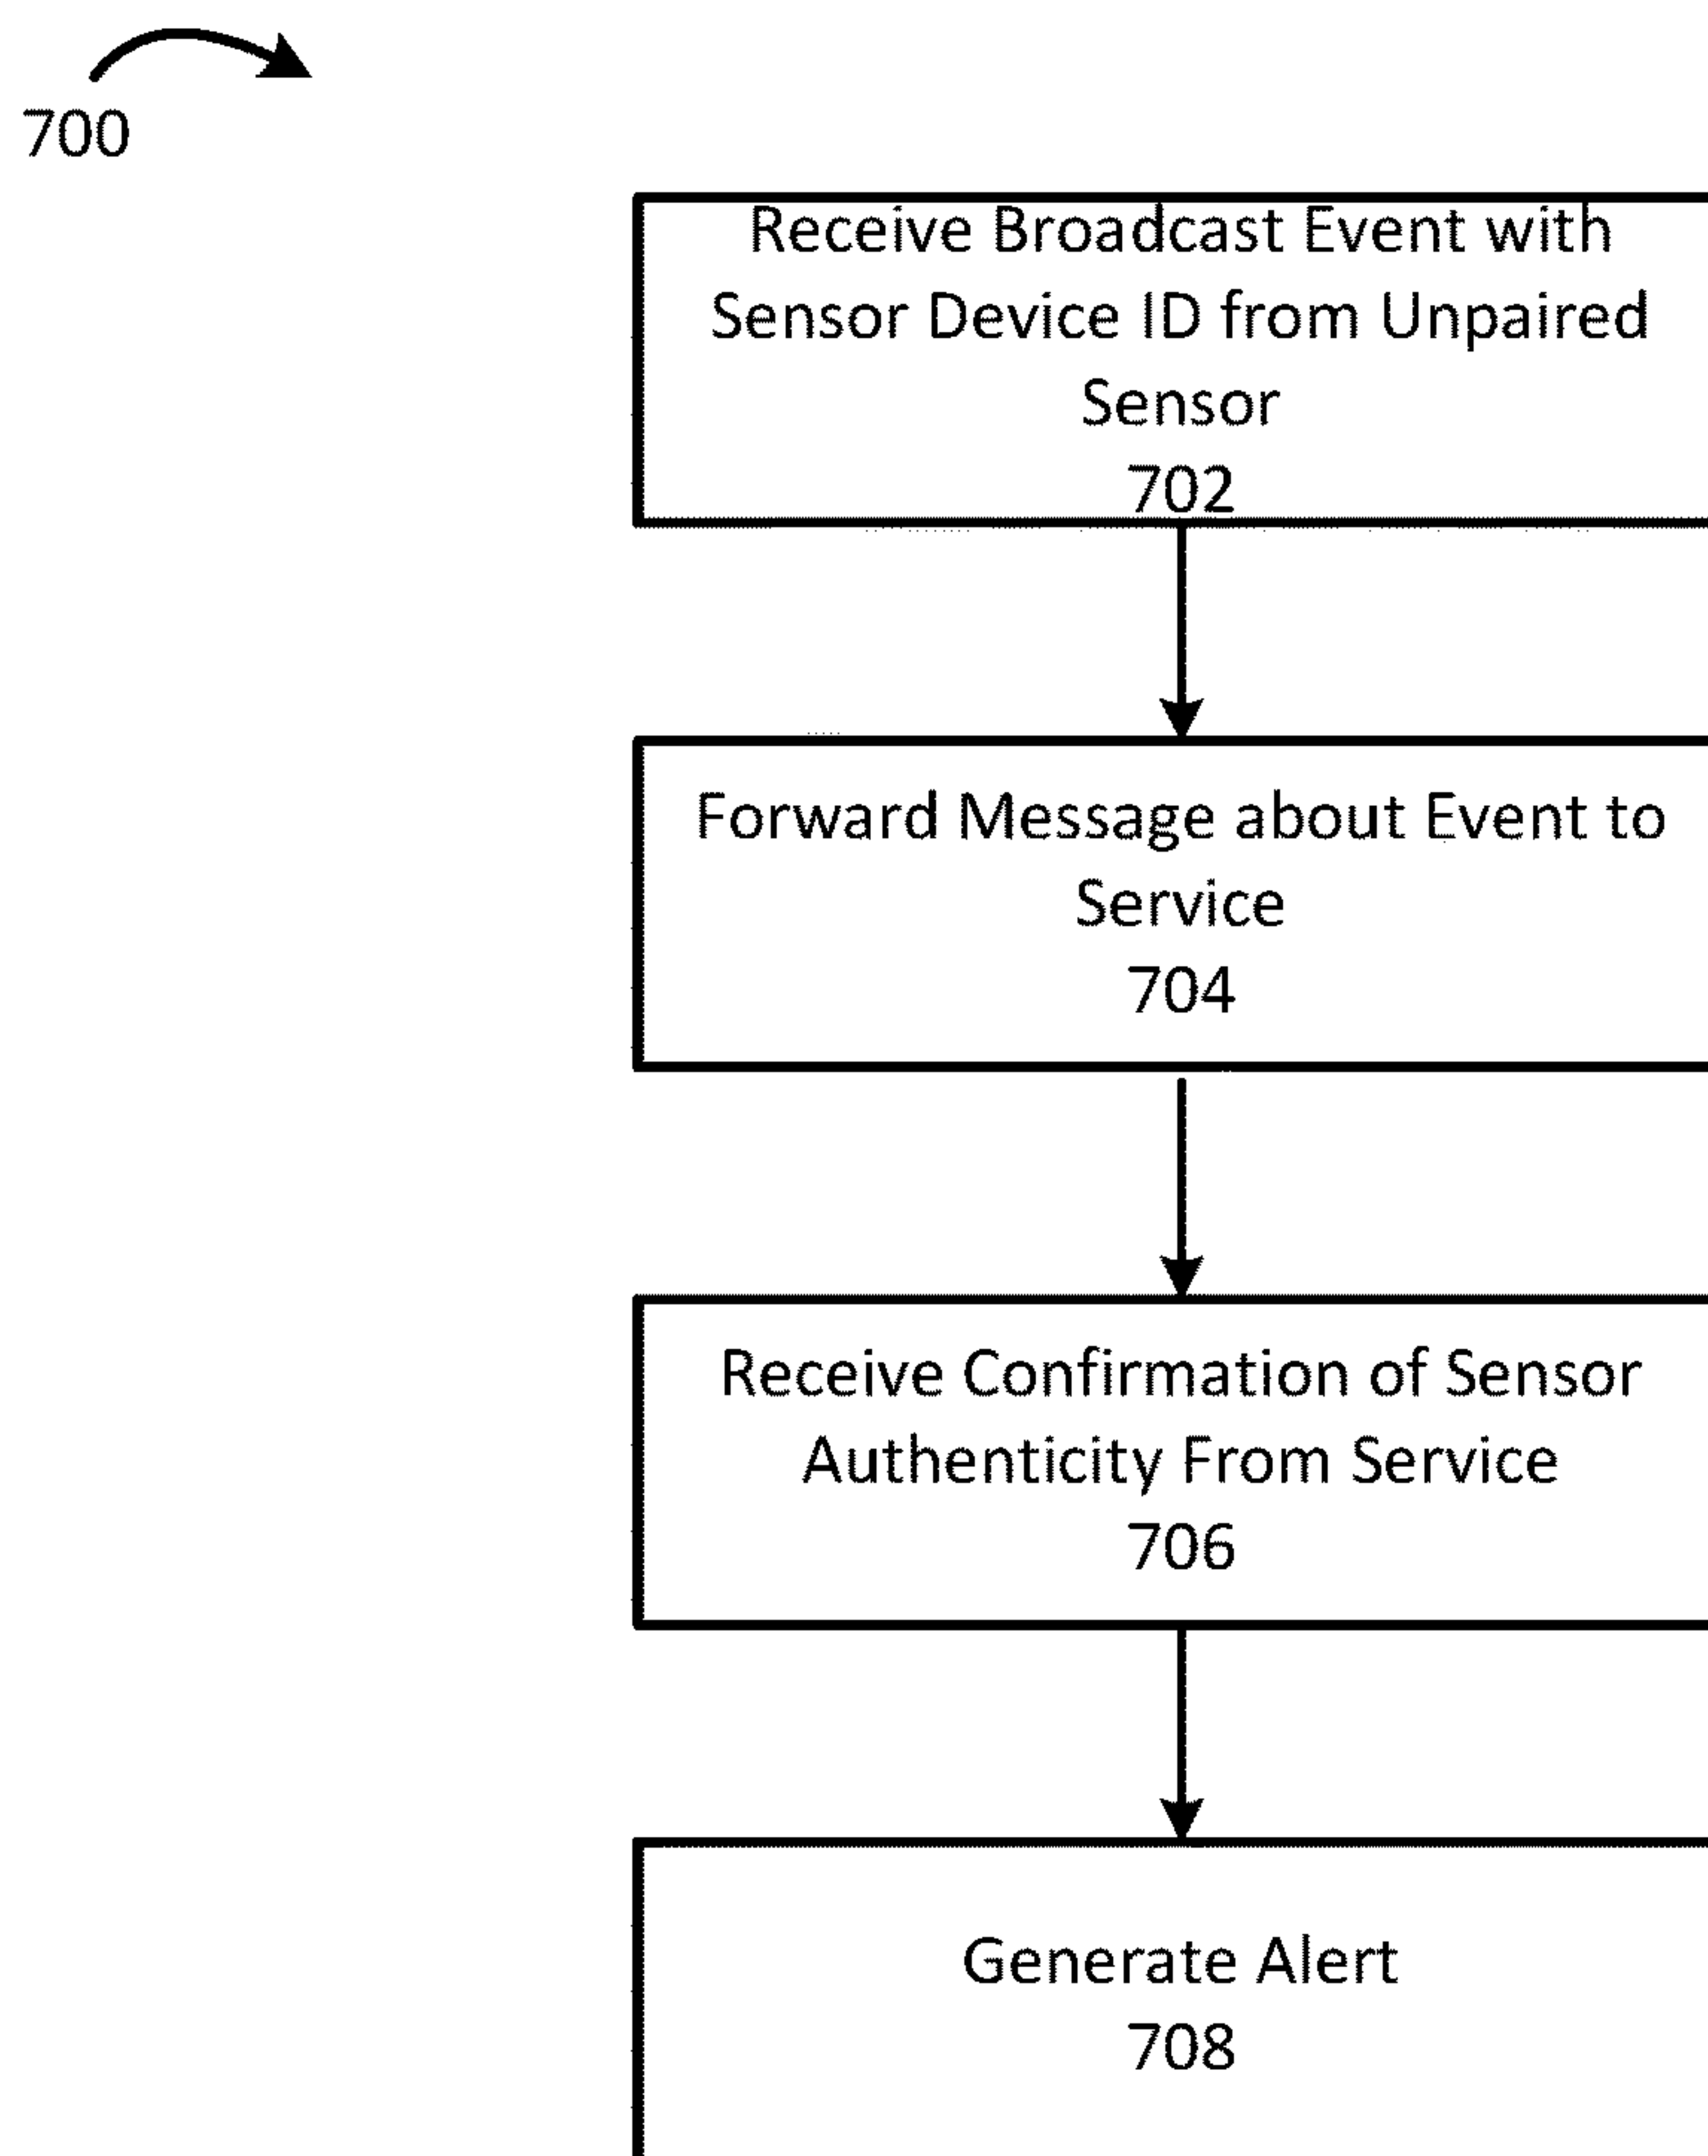 700
Receive Broadcast Event with
Sensor Device ID from Unpaired
Sensor
702
Forward Message about Event to
Service
704
Receive Confirmation of Sensor
Authenticity From Service
706
Generate Alert
708